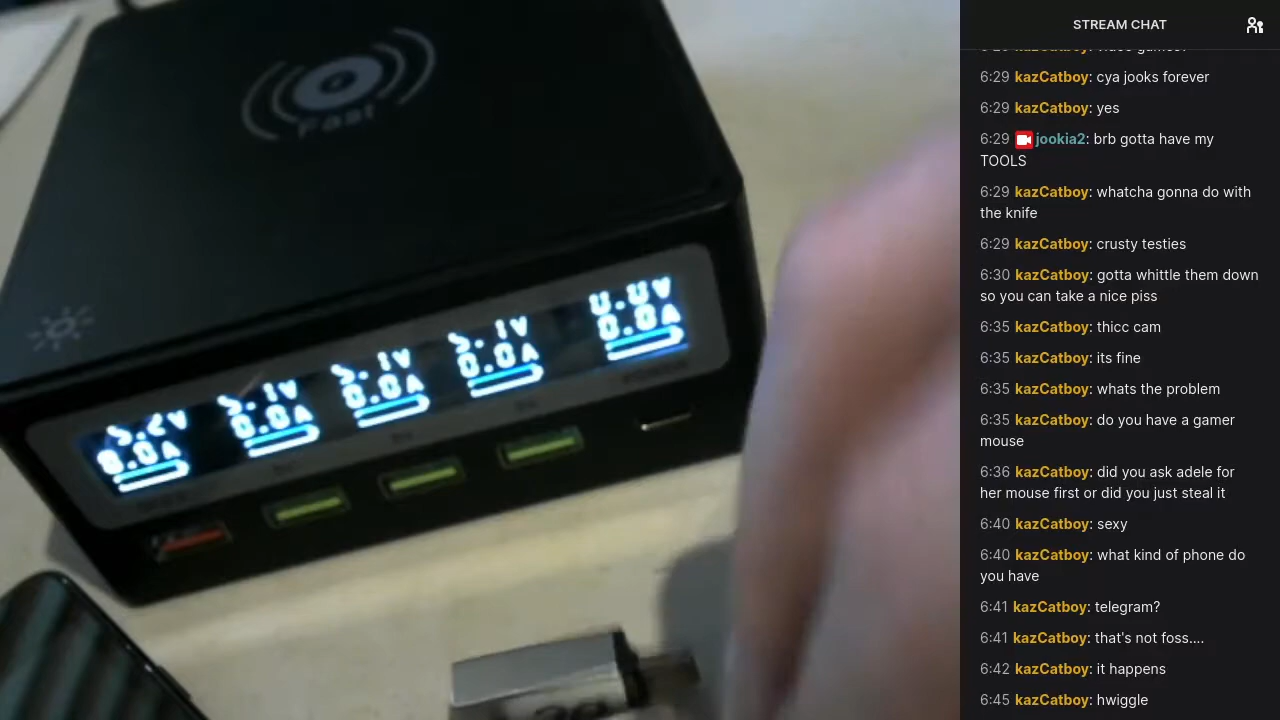 Fast
5.2V
0.0A
5.1V
0.0A
5.1V
0.0A
5.1V
0.0A
0.0V
0.0A
STREAM CHAT
6:29 kazCatboy: cya jooks forever
6:29 kazCatboy: yes
6:29 jookia2: brb gotta have my
TOOLS
6:29 kazCatboy: whatcha gonna do with
the knife
6:29 kazCatboy: crusty testies
6:30 kazCatboy: gotta whittle them down
so you can take a nice piss
6:35 kazCatboy: thicc cam
6:35 kazCatboy: its fine
6:35 kazCatboy: whats the problem
6:35 kazCatboy: do you have a gamer
mouse
6:36 kazCatboy: did you ask adele for
her mouse first or did you just steal it
6:40 kazCatboy: sexy
6:40 kazCatboy: what kind of phone do
you have
6:41 kazCatboy: telegram?
6:41 kazCatboy: that's not foss....
6:42 kazCatboy: it happens
6:45 kazCatboy: hwiggle